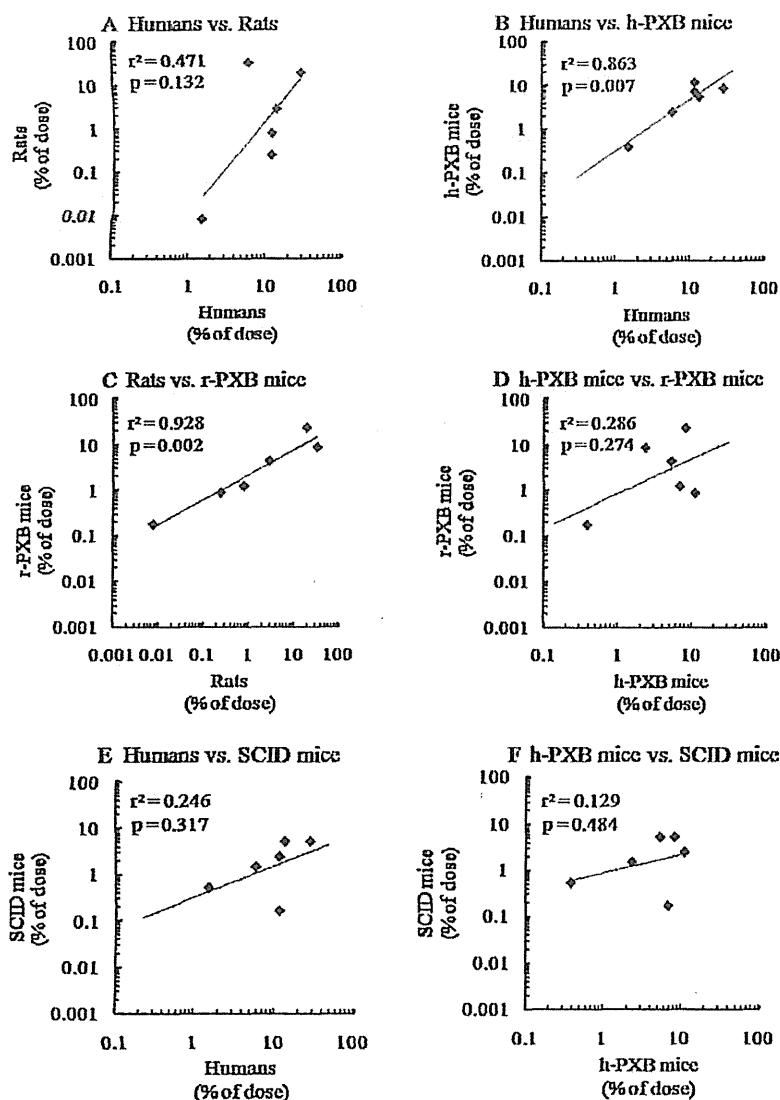 A Humans vs. Rats
r²=0.471
p=0.132
100
10
1
0.1
0.01
0.001
Rats
(% of dose)
0.1 1 10 100
Humans
(% of dose)
B Humans vs. h-PXB mice
r²=0.863
p=0.007
100
10
1
0.1
0.01
0.001
h-PXB mice
(% of dose)
0.1 1 10 100
Humans
(% of dose)
C Rats vs. r-PXB mice
r²=0.928
p=0.002
100
10
1
0.1
0.01
0.001
r-PXB mice
(% of dose)
0.001 0.01 0.1 1 10 100
Rats
(% of dose)
D h-PXB mice vs. r-PXB mice
r²=0.286
p=0.274
100
10
1
0.1
0.01
0.001
r-PXB mice
(% of dose)
0.1 1 10 100
h-PXB mice
(% of dose)
E Humans vs. SCID mice
r²=0.246
p=0.317
100
10
1
0.1
0.01
0.001
SCID mice
(% of dose)
0.1 1 10 100
Humans
(% of dose)
F h-PXB mice vs. SCID mice
r²=0.129
p=0.484
100
10
1
0.1
0.01
0.001
SCID mice
(% of dose)
0.1 1 10 100
h-PXB mice
(% of dose)